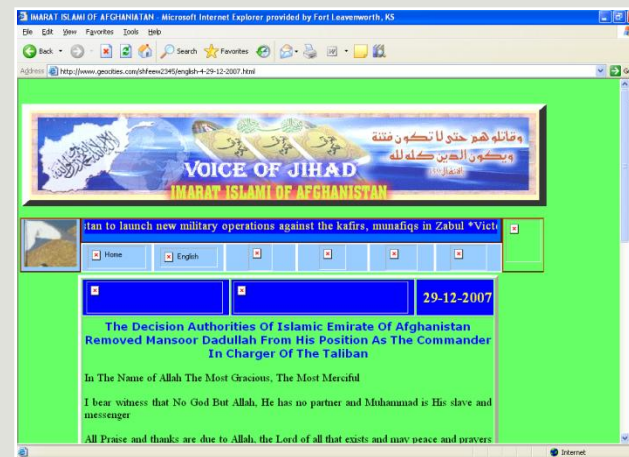 IMARAT ISLAMI OF AFGHANIATAN - Microsoft Internet Explorer provided by Fort Leavenworth, KS
File Edit View Favorites Tools Help
Back Search Favorites
Address http://www.geocities.com/shfeew2345/english-4-29-12-2007.html
وقاتلوهم حتى لا تكون فتنة
ويكون الدين كله لله
VOICE OF JIHAD
IMARAT ISLAMI OF AFGHANISTAN
stan to launch new military operations against the kafirs, munafiqs in Zabul *Victo
Home English
29-12-2007
The Decision Authorities Of Islamic Emirate Of Afghanistan
Removed Mansoor Dadullah From His Position As The Commander
In Charger Of The Taliban
In The Name of Allah The Most Gracious, The Most Merciful
I bear witness that No God But Allah, He has no partner and Muhammad is His slave and
messenger
All Praise and thanks are due to Allah, the Lord of all that exists and may peace and prayers
Internet